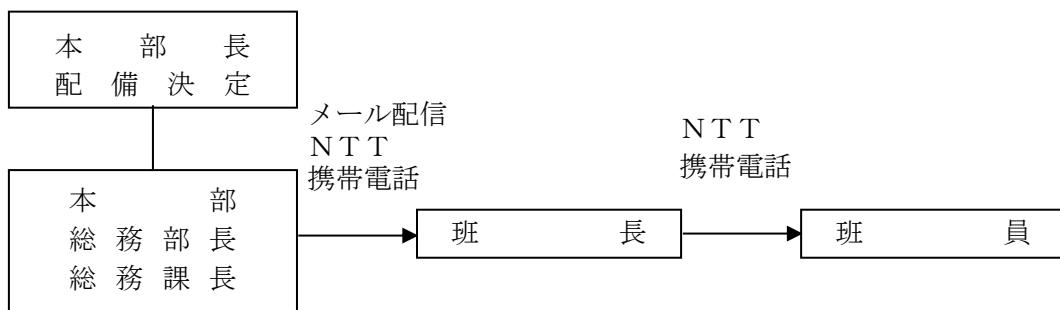 本部長
配備決定
メール配信
ＮＴＴ
携帯電話
ＮＴＴ
携帯電話
本部
総務部長
総務課長
班長
班員